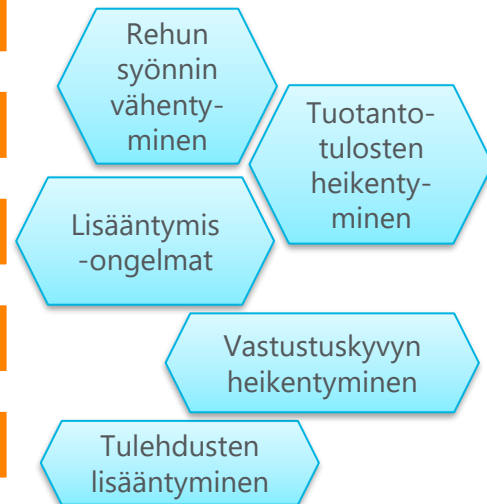 Rehun
syönnin
vähenty-
minen
Tuotanto-
tulosten
heikenty-
minen
Lisääntymis
-ongelmat
Vastustuskyvyn
heikentyminen
Tulehdusten
lisääntyminen